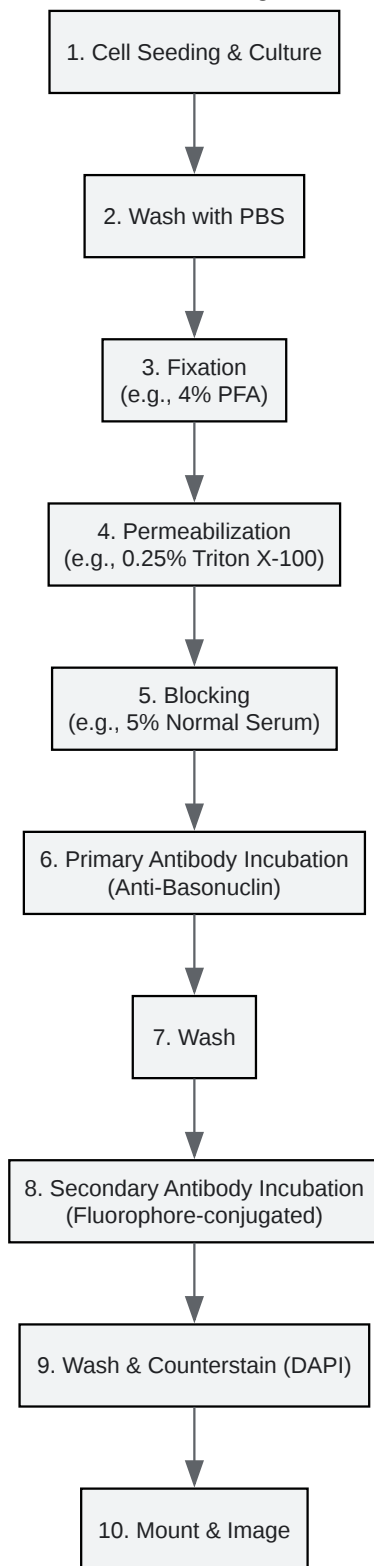 1. Cell Seeding & Culture
2. Wash with PBS
3. Fixation
(e.g., 4% PFA)
4. Permeabilization
(e.g., 0.25% Triton X-100)
5. Blocking
(e.g., 5% Normal Serum)
6. Primary Antibody Incubation
(Anti-Basonuclin)
7. Wash
8. Secondary Antibody Incubation
(Fluorophore-conjugated)
9. Wash & Counterstain (DAPI)
10. Mount & Image